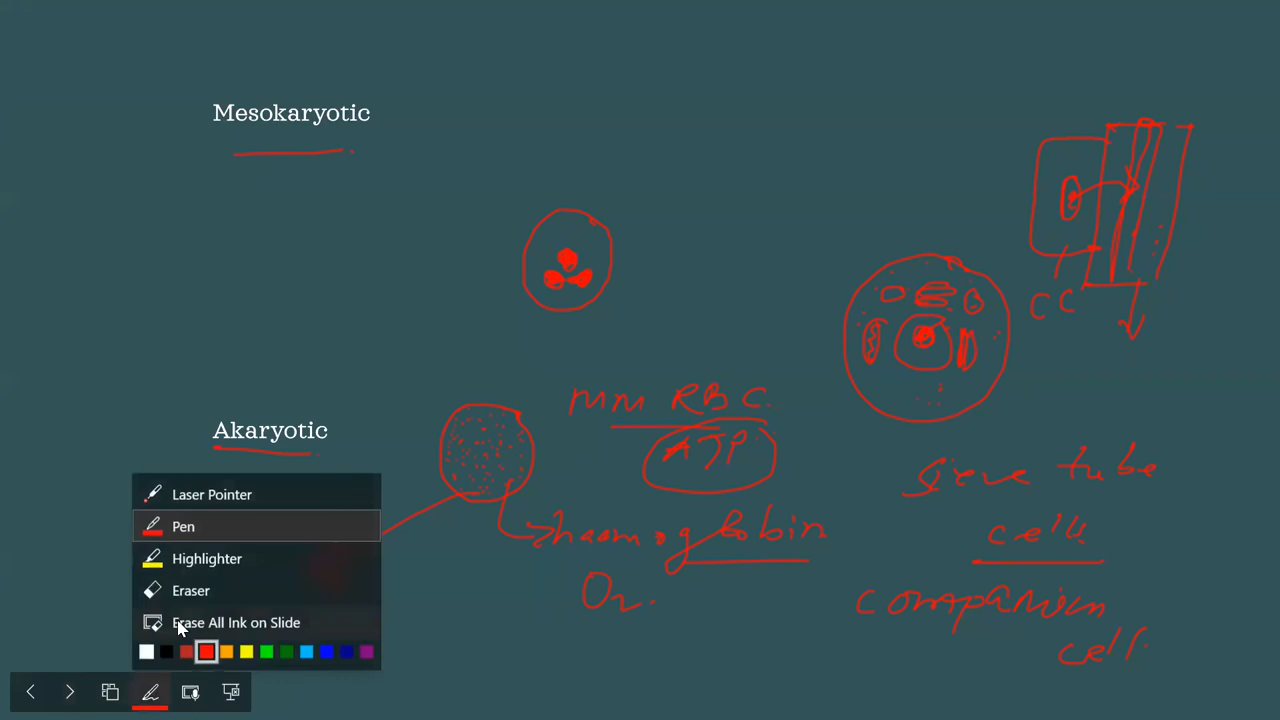 Mesokaryotic
CC
Akaryotic
mm RBC.
ATP
haemoglobin
O₂.
Sieve tube
cells
companion
cell
Laser Pointer
Pen
Highlighter
Eraser
Erase All Ink on Slide